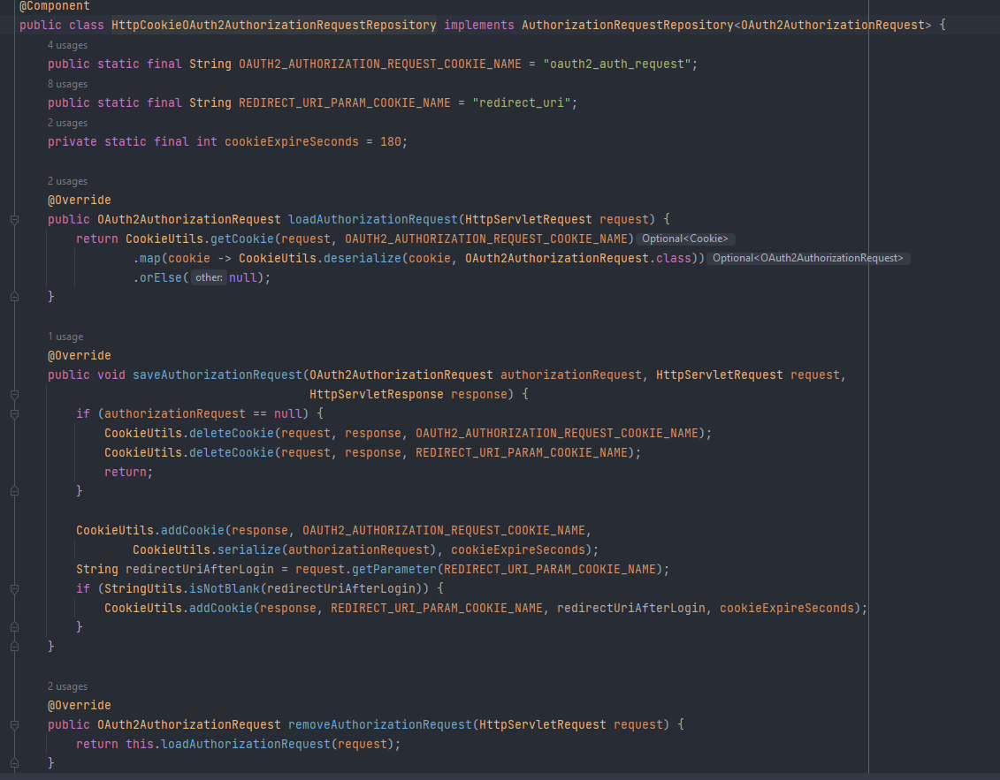 @Component
public class HttpCookieOAuth2AuthorizationRequestRepository implements AuthorizationRequestRepository<OAuth2AuthorizationRequest> {
4 usages
public static final String OAUTH2_AUTHORIZATION_REQUEST_COOKIE_NAME = "oauth2_auth_request";
8 usages
public static final String REDIRECT_URI_PARAM_COOKIE_NAME = "redirect_uri";
2 usages
private static final int cookieExpireSeconds = 180;
2 usages
@Override
public OAuth2AuthorizationRequest loadAuthorizationRequest(HttpServletRequest request) {
return CookieUtils.getCookie(request, OAUTH2_AUTHORIZATION_REQUEST_COOKIE_NAME) Optional<Cookie>
.map(cookie -> CookieUtils.deserialize(cookie, OAuth2AuthorizationRequest.class)) Optional<OAuth2AuthorizationRequest>
.orElse( other: null);
}
1 usage
@Override
public void saveAuthorizationRequest(OAuth2AuthorizationRequest authorizationRequest, HttpServletRequest request,
HttpServletResponse response) {
if (authorizationRequest == null) {
CookieUtils.deleteCookie(request, response, OAUTH2_AUTHORIZATION_REQUEST_COOKIE_NAME);
CookieUtils.deleteCookie(request, response, REDIRECT_URI_PARAM_COOKIE_NAME);
return;
}
CookieUtils.addCookie(response, OAUTH2_AUTHORIZATION_REQUEST_COOKIE_NAME,
CookieUtils.serialize(authorizationRequest), cookieExpireSeconds);
String redirectUriAfterLogin = request.getParameter(REDIRECT_URI_PARAM_COOKIE_NAME);
if (StringUtils.isNotBlank(redirectUriAfterLogin)) {
CookieUtils.addCookie(response, REDIRECT_URI_PARAM_COOKIE_NAME, redirectUriAfterLogin, cookieExpireSeconds);
}
}
2 usages
@Override
public OAuth2AuthorizationRequest removeAuthorizationRequest(HttpServletRequest request) {
return this.loadAuthorizationRequest(request);
}